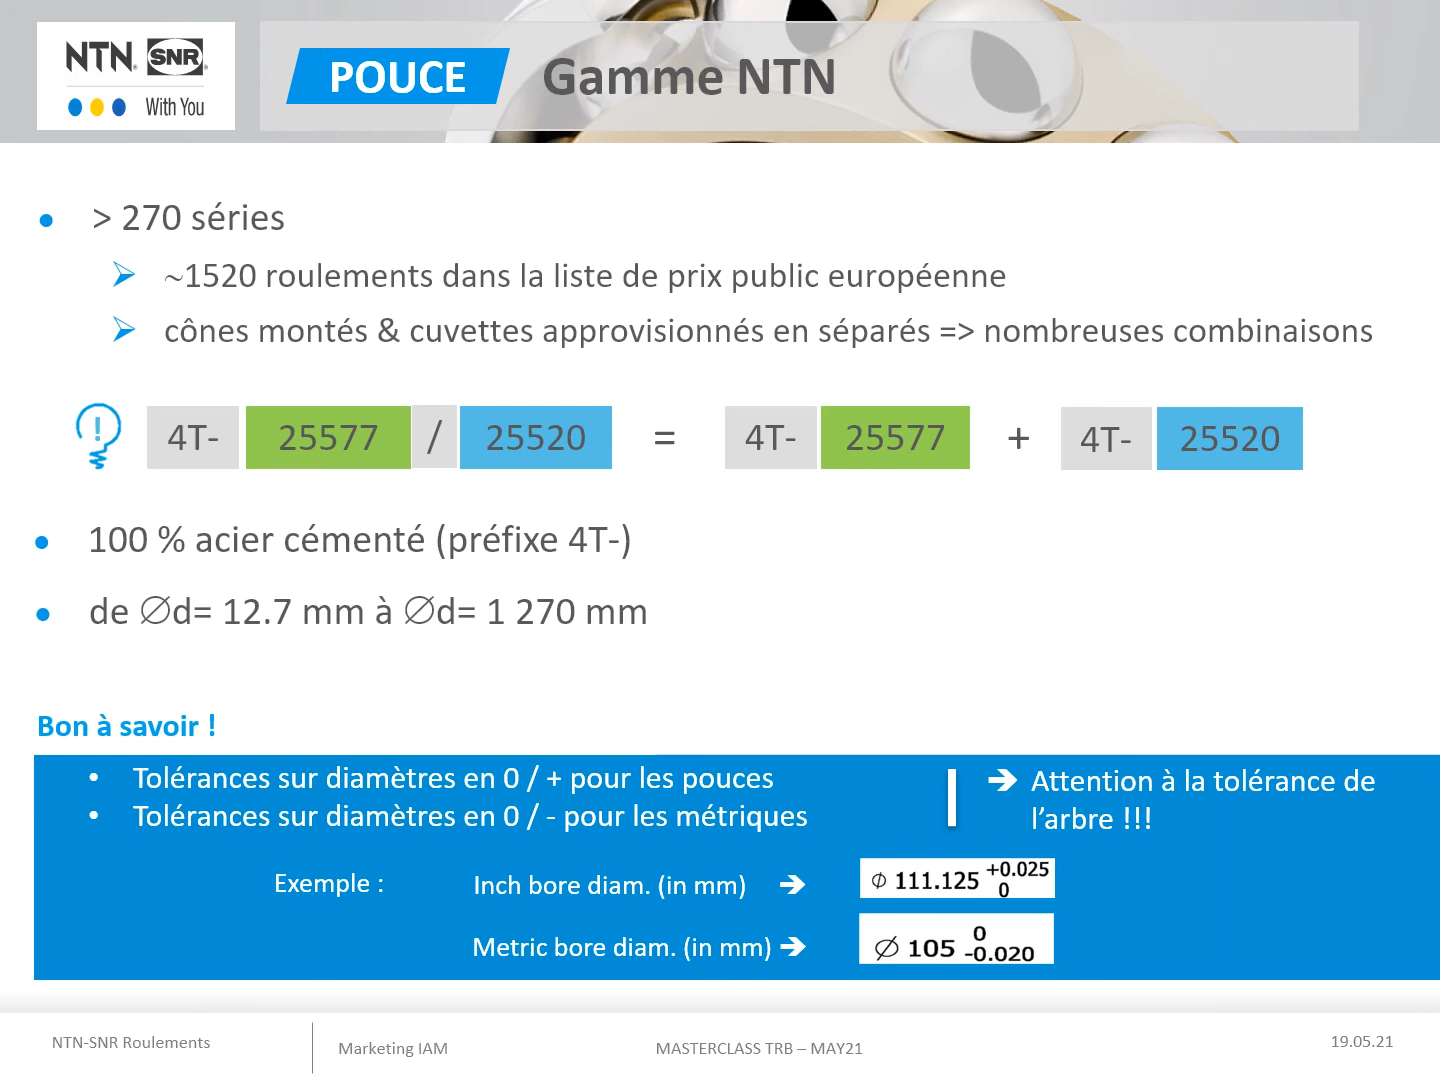 NTN. SNR®
With You
POUCE Gamme NTN
• > 270 séries
➢ ~1520 roulements dans la liste de prix public européenne
➢ cônes montés & cuvettes approvisionnés en séparés => nombreuses combinaisons
! 4T- 25577 / 25520 = 4T- 25577 + 4T- 25520
• 100 % acier cémenté (préfixe 4T-)
• de ∅d= 12.7 mm à ∅d= 1 270 mm
Bon à savoir !
• Tolérances sur diamètres en 0 / + pour les pouces
• Tolérances sur diamètres en 0 / - pour les métriques
➔ Attention à la tolérance de
l’arbre !!!
Exemple : Inch bore diam. (in mm) ➔ ∅ 111.125 +0.025
0
Metric bore diam. (in mm) ➔ ∅ 105 0
-0.020
NTN-SNR Roulements
Marketing IAM
MASTERCLASS TRB – MAY21
19.05.21